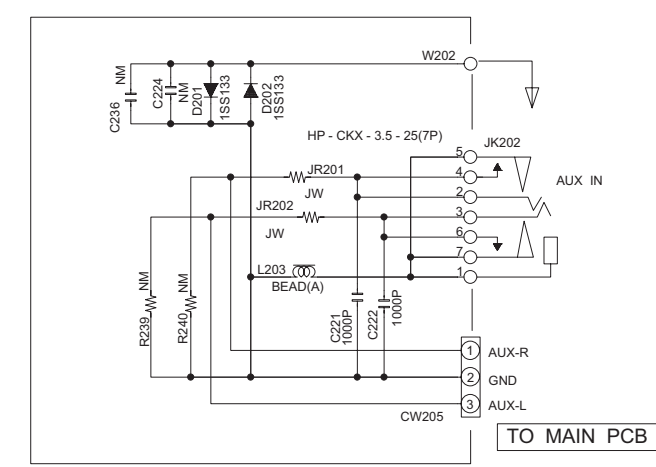 W202
NM
C236
C224
NM
D201
1SS133
D202
1SS133
HP - CKX - 3.5 - 25(7P)
JK202
5
4
2
3
6
7
1
AUX IN
JR201
JW
JR202
JW
L203
BEAD(A)
NM
R239
NM
R240
C221
1000P
C222
1000P
1 AUX-R
2 GND
3 AUX-L
CW205
TO MAIN PCB